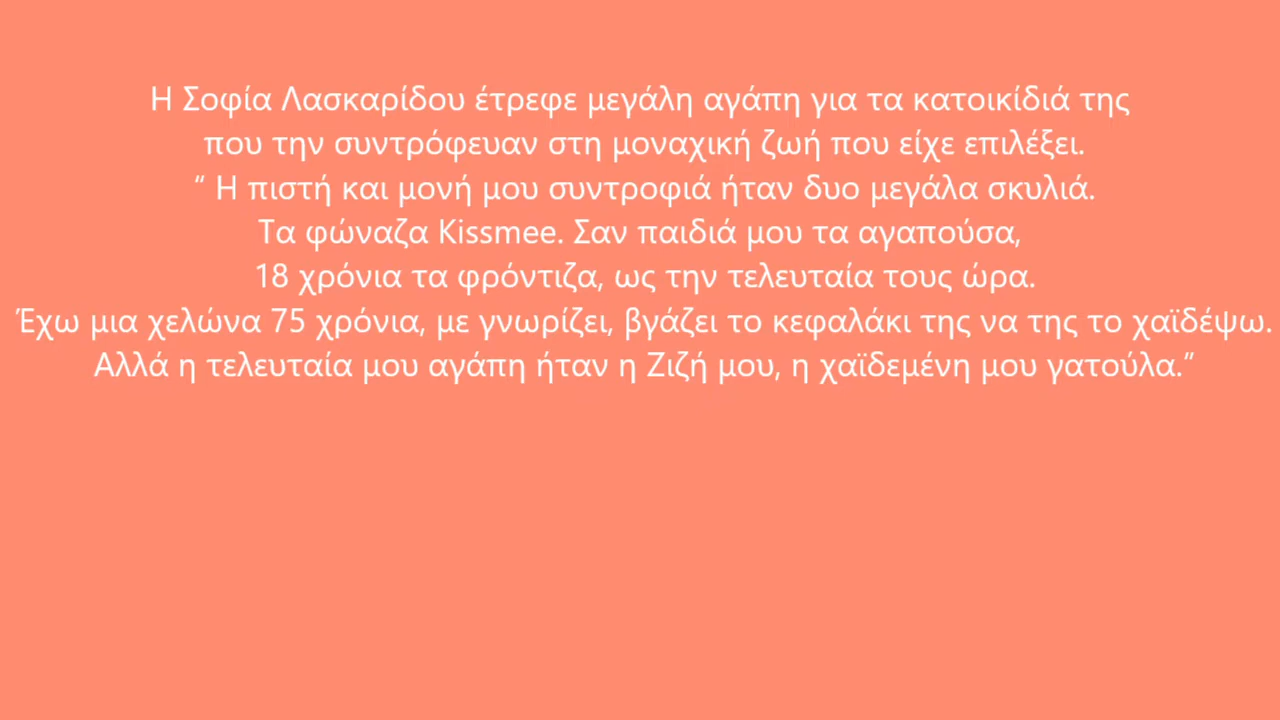 Η Σοφία Λασκαρίδου έτρεφε μεγάλη αγάπη για τα κατοικίδιά της
που την συντρόφευαν στη μοναχική ζωή που είχε επιλέξει.
“ Η πιστή και μονή μου συντροφιά ήταν δυο μεγάλα σκυλιά.
Τα φώναζα Kissmee. Σαν παιδιά μου τα αγαπούσα,
18 χρόνια τα φρόντιζα, ως την τελευταία τους ώρα.
Έχω μια χελώνα 75 χρόνια, με γνωρίζει, βγάζει το κεφαλάκι της να της το χαϊδέψω.
Αλλά η τελευταία μου αγάπη ήταν η Ζιζή μου, η χαϊδεμένη μου γατούλα.”